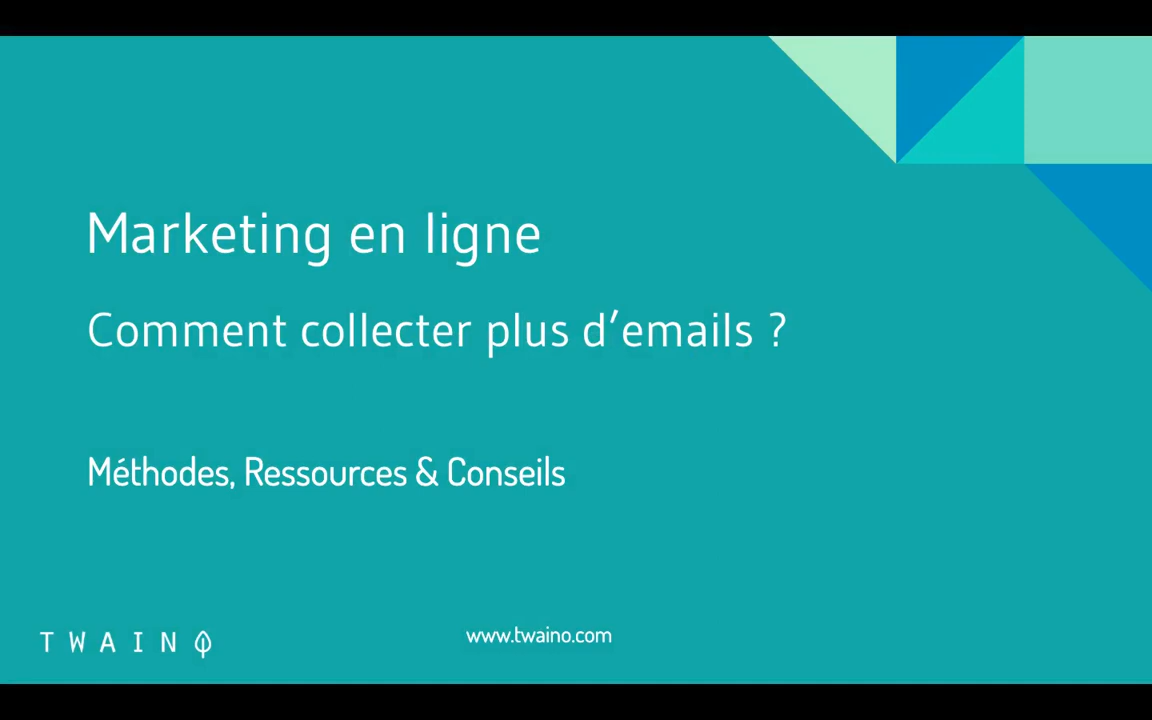 Marketing en ligne
Comment collecter plus d’emails ?
Méthodes, Ressources & Conseils
TWAINO
www.twaino.com